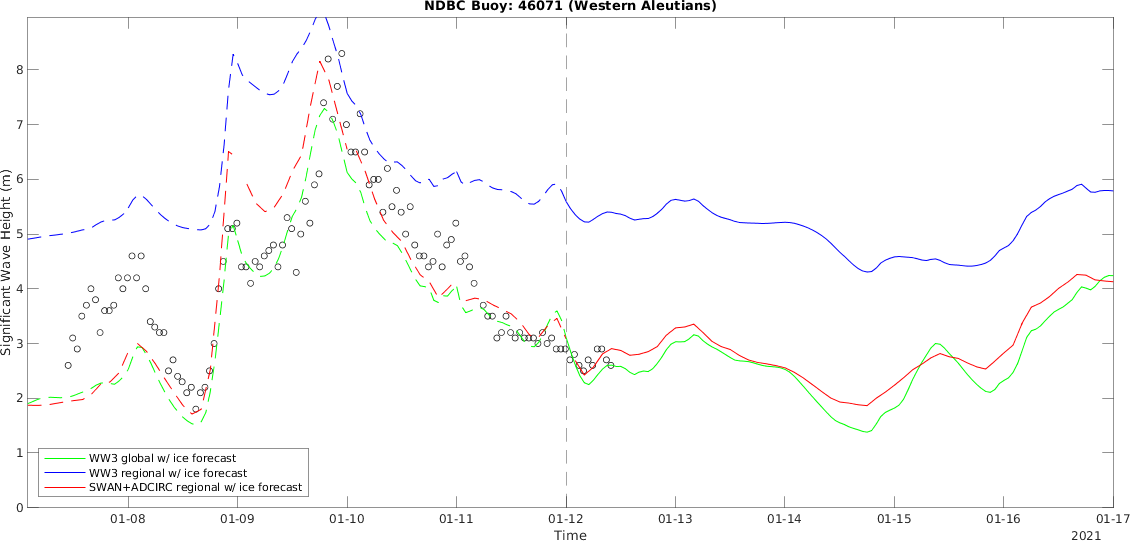 NDBC Buoy: 46071 (Western Aleutians)
Significant Wave Height (m)
8
7
6
5
4
3
2
1
0
WW3 global w/ ice forecast
WW3 regional w/ ice forecast
SWAN+ADCIRC regional w/ ice forecast
01-08 01-09 01-10 01-11 01-12 01-13 01-14 01-15 01-16 01-17
Time
2021